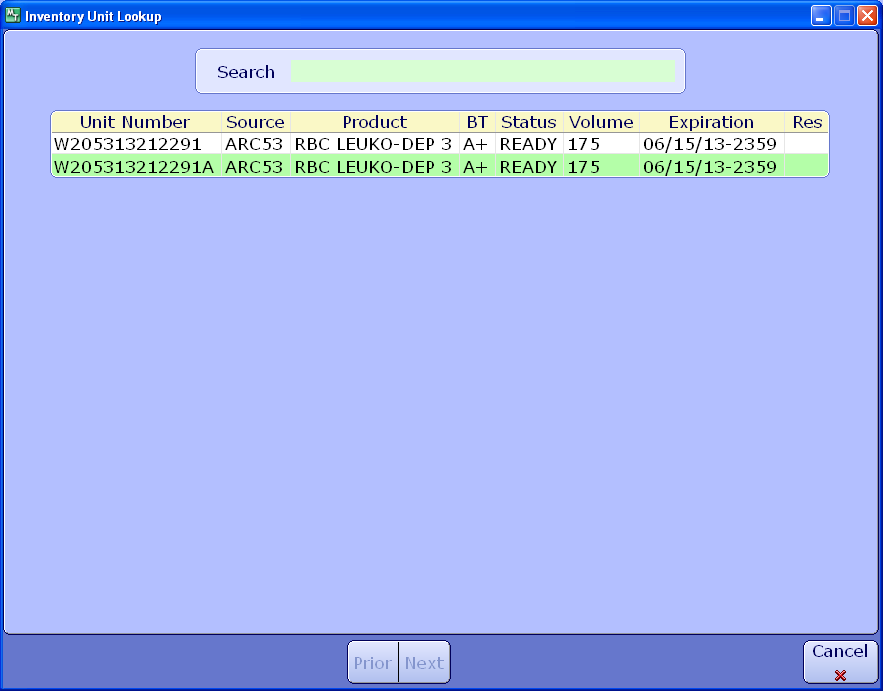 Inventory Unit Lookup
Search
Unit Number Source Product BT Status Volume Expiration Res
W205313212291 ARC53 RBC LEUKO-DEP 3 A+ READY 175 06/15/13-2359
W205313212291A ARC53 RBC LEUKO-DEP 3 A+ READY 175 06/15/13-2359
Prior Next Cancel